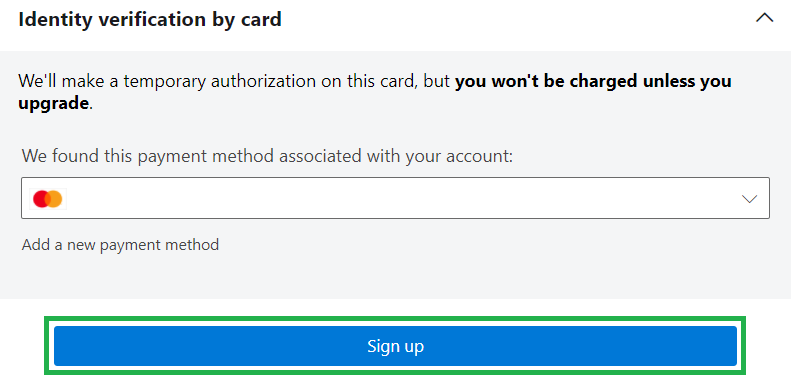 Identity verification by card
We'll make a temporary authorization on this card, but you won't be charged unless you
upgrade.
We found this payment method associated with your account:
Add a new payment method
Sign up